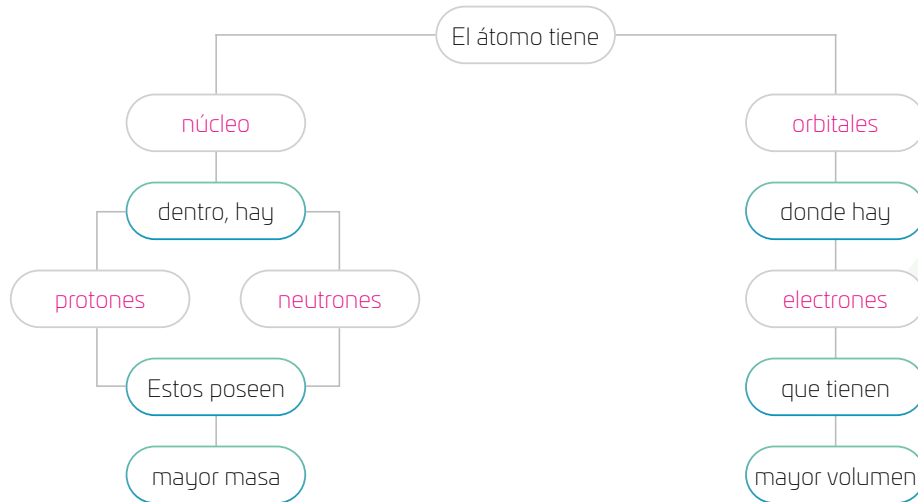 El átomo tiene
núcleo
orbitales
dentro, hay
donde hay
protones
neutrones
electrones
Estos poseen
que tienen
mayor masa
mayor volumen